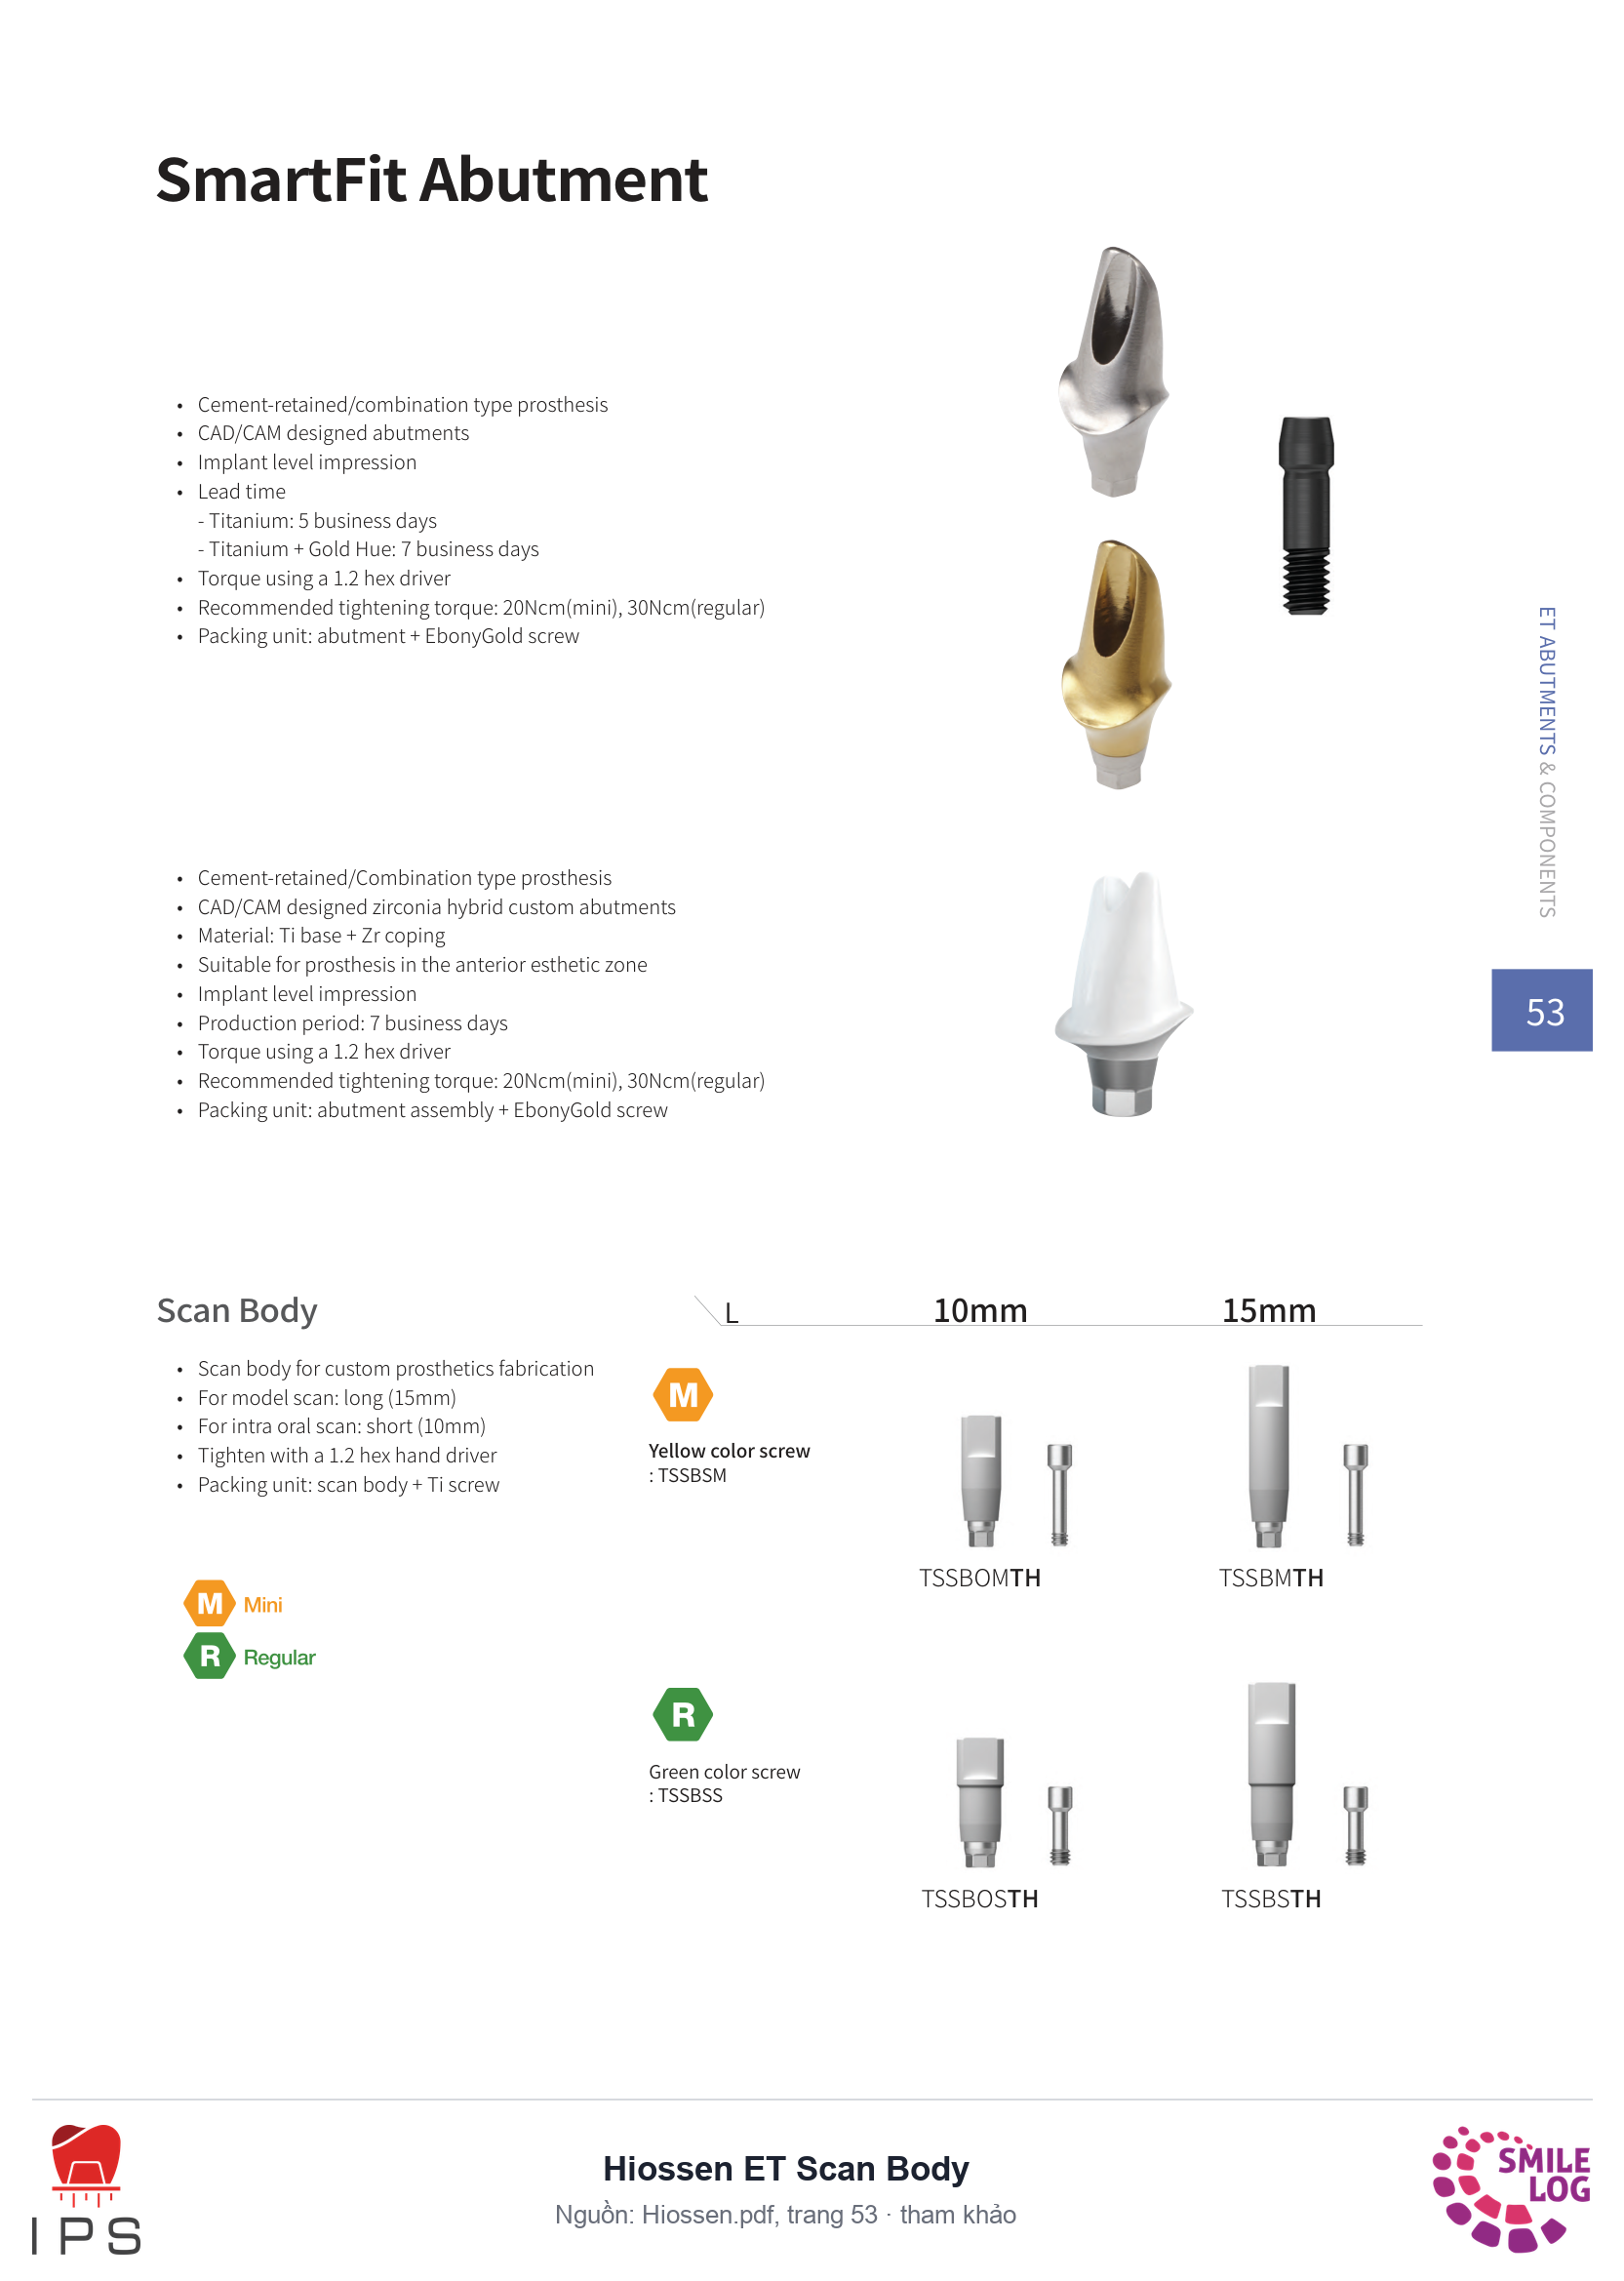 SmartFit Abutment
• Cement-retained/combination type prosthesis
• CAD/CAM designed abutments
• Implant level impression
• Lead time
- Titanium: 5 business days
- Titanium + Gold Hue: 7 business days
• Torque using a 1.2 hex driver
• Recommended tightening torque: 20Ncm(mini), 30Ncm(regular)
• Packing unit: abutment + EbonyGold screw
ET ABUTMENTS & COMPONENTS
53
• Cement-retained/Combination type prosthesis
• CAD/CAM designed zirconia hybrid custom abutments
• Material: Ti base + Zr coping
• Suitable for prosthesis in the anterior esthetic zone
• Implant level impression
• Production period: 7 business days
• Torque using a 1.2 hex driver
• Recommended tightening torque: 20Ncm(mini), 30Ncm(regular)
• Packing unit: abutment assembly + EbonyGold screw
Scan Body
• Scan body for custom prosthetics fabrication
• For model scan: long (15mm)
• For intra oral scan: short (10mm)
• Tighten with a 1.2 hex hand driver
• Packing unit: scan body + Ti screw
M Mini
R Regular
L 10mm 15mm
M
Yellow color screw
: TSSBSM
TSSBOMTH TSSBMTH
R
Green color screw
: TSSBSS
TSSBOSTH TSSBSTH
IPS
Hiossen ET Scan Body
Nguồn: Hiossen.pdf, trang 53 · tham khảo
SMILE
LOG